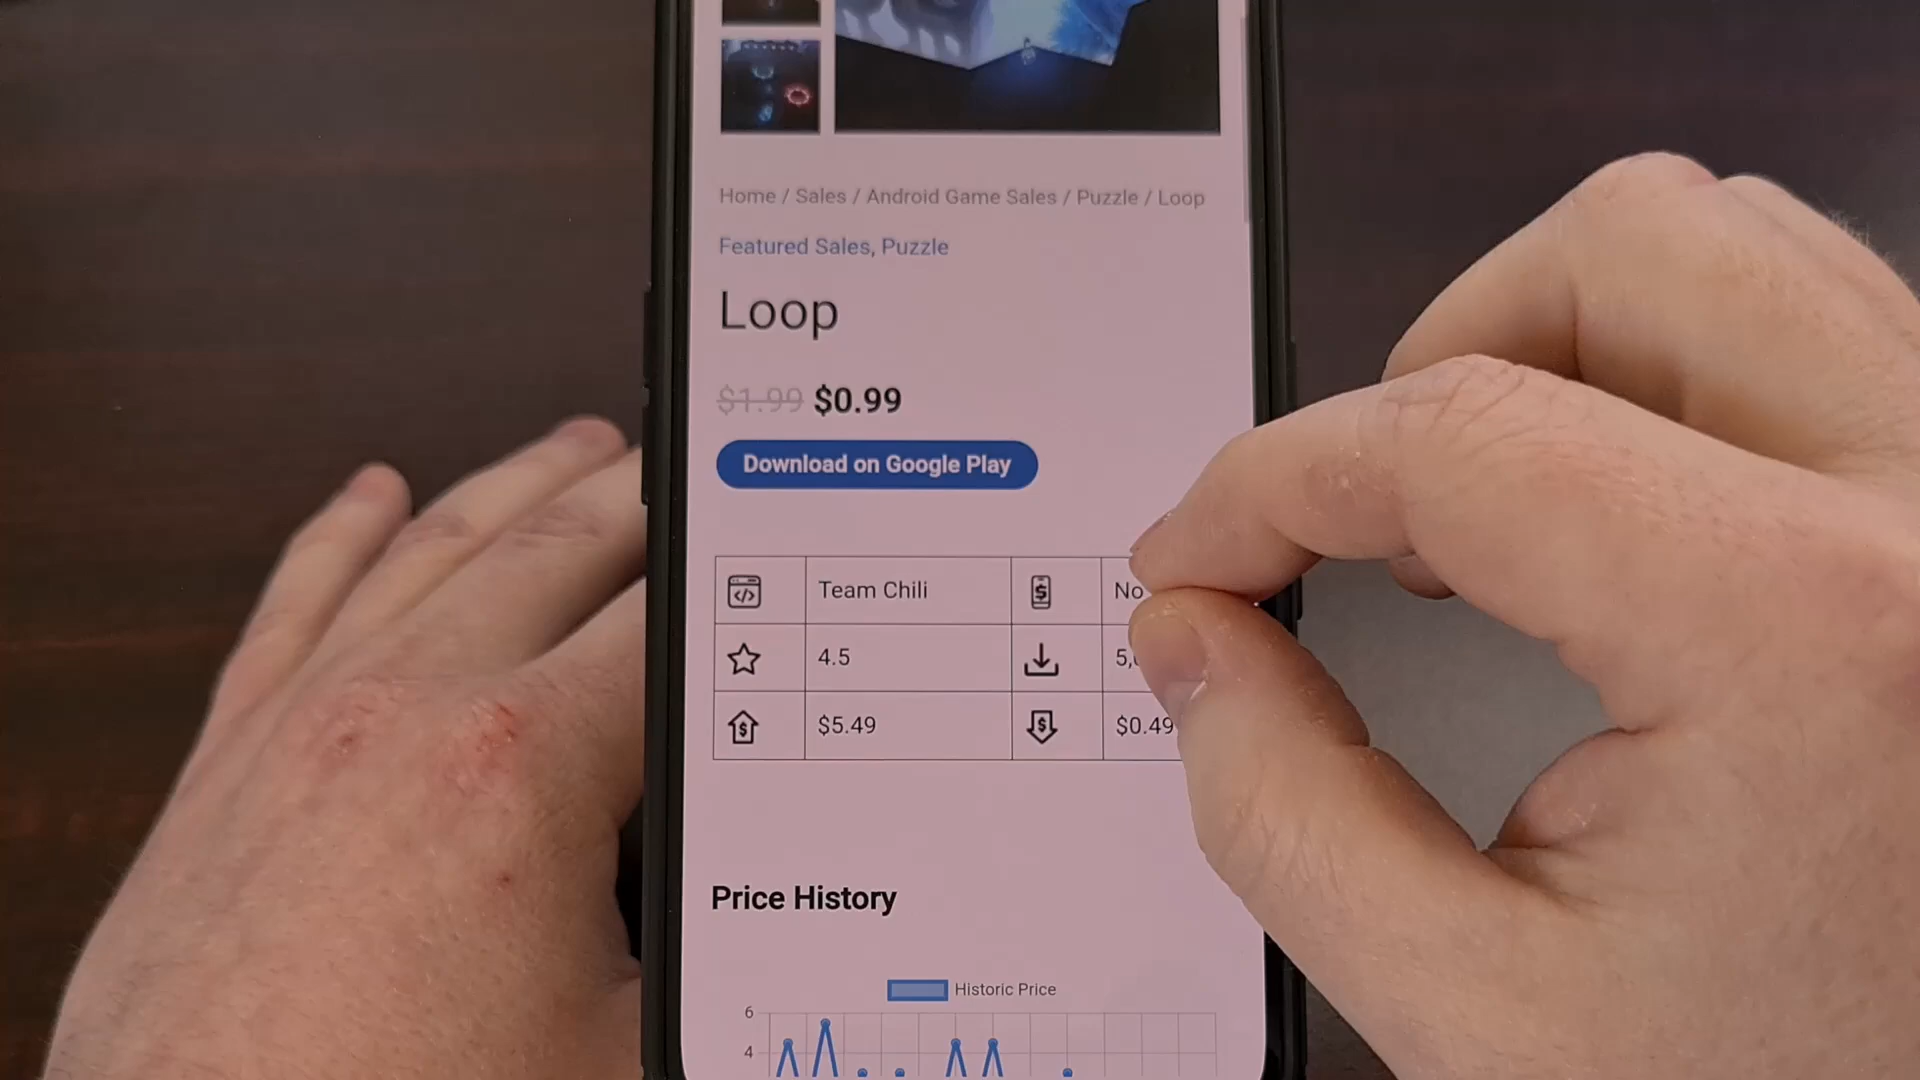 Home / Sales / Android Game Sales / Puzzle / Loop
Featured Sales, Puzzle
Loop
$1.99 $0.99
Download on Google Play
Team Chili
No
4.5
$5.49
$0.49
Price History
Historic Price
6
4